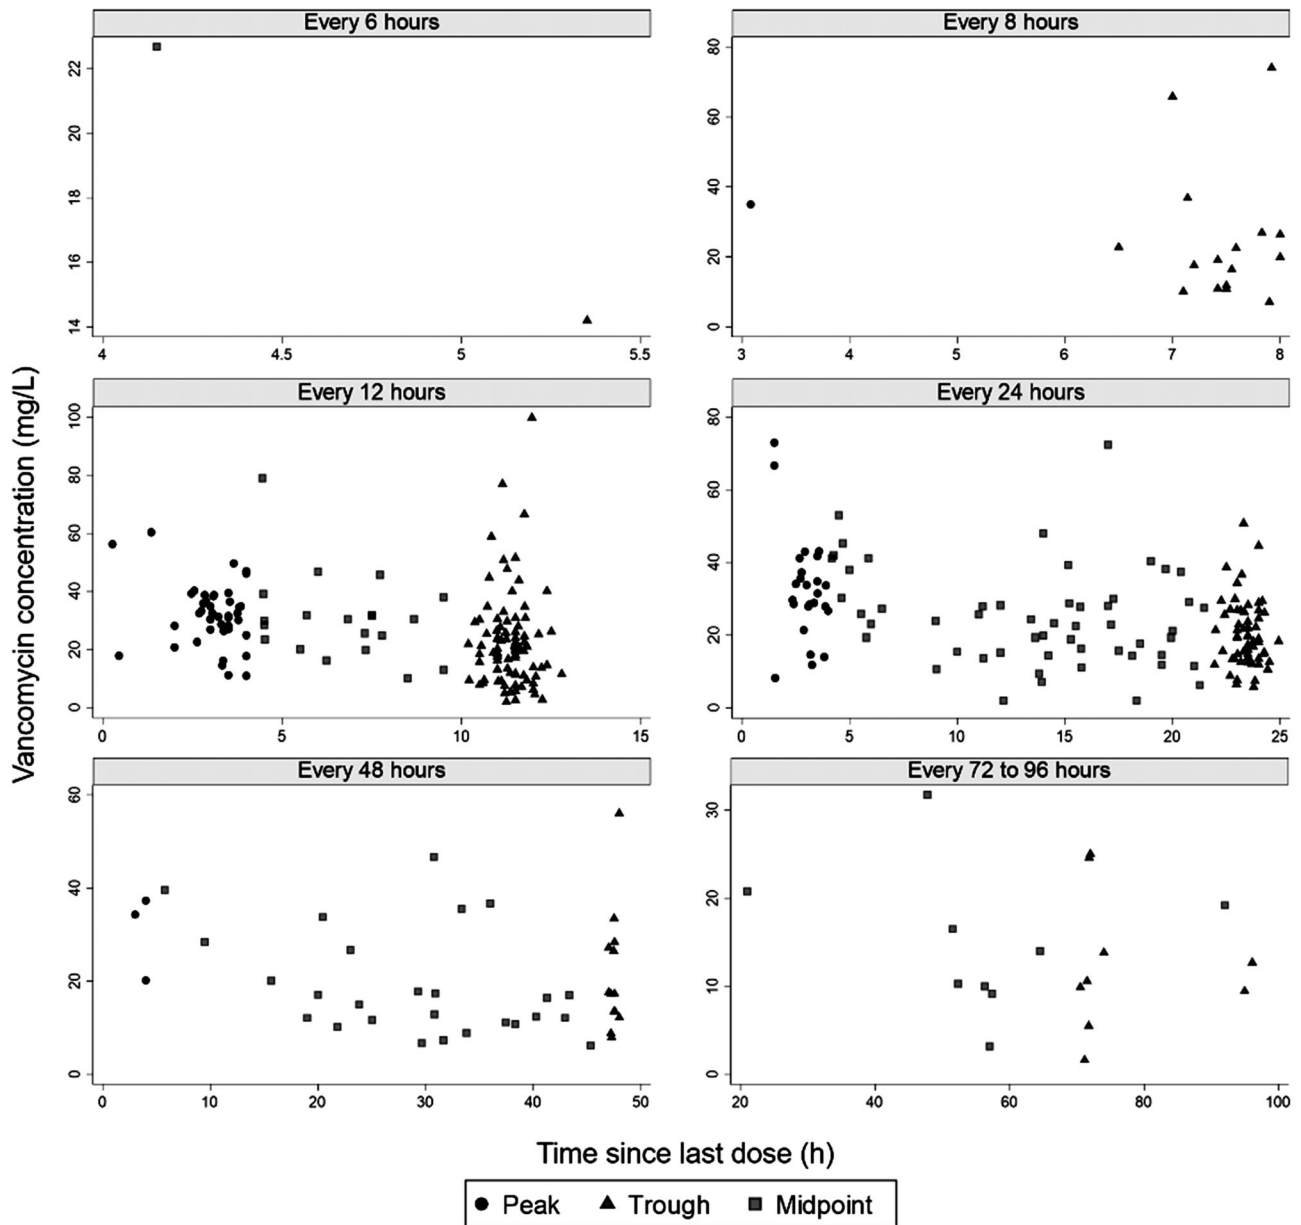 Every 6 hours
22
20
18
16
14
4 4.5 5 5.5
Every 8 hours
80
60
40
20
0
3 4 5 6 7 8
Every 12 hours
100
80
60
40
20
0
0 5 10 15
Every 24 hours
80
60
40
20
0
0 5 10 15 20 25
Every 48 hours
60
40
20
0
0 10 20 30 40 50
Every 72 to 96 hours
30
20
10
0
20 40 60 80 100
Vancomycin concentration (mg/L)
Time since last dose (h)
Peak Trough Midpoint